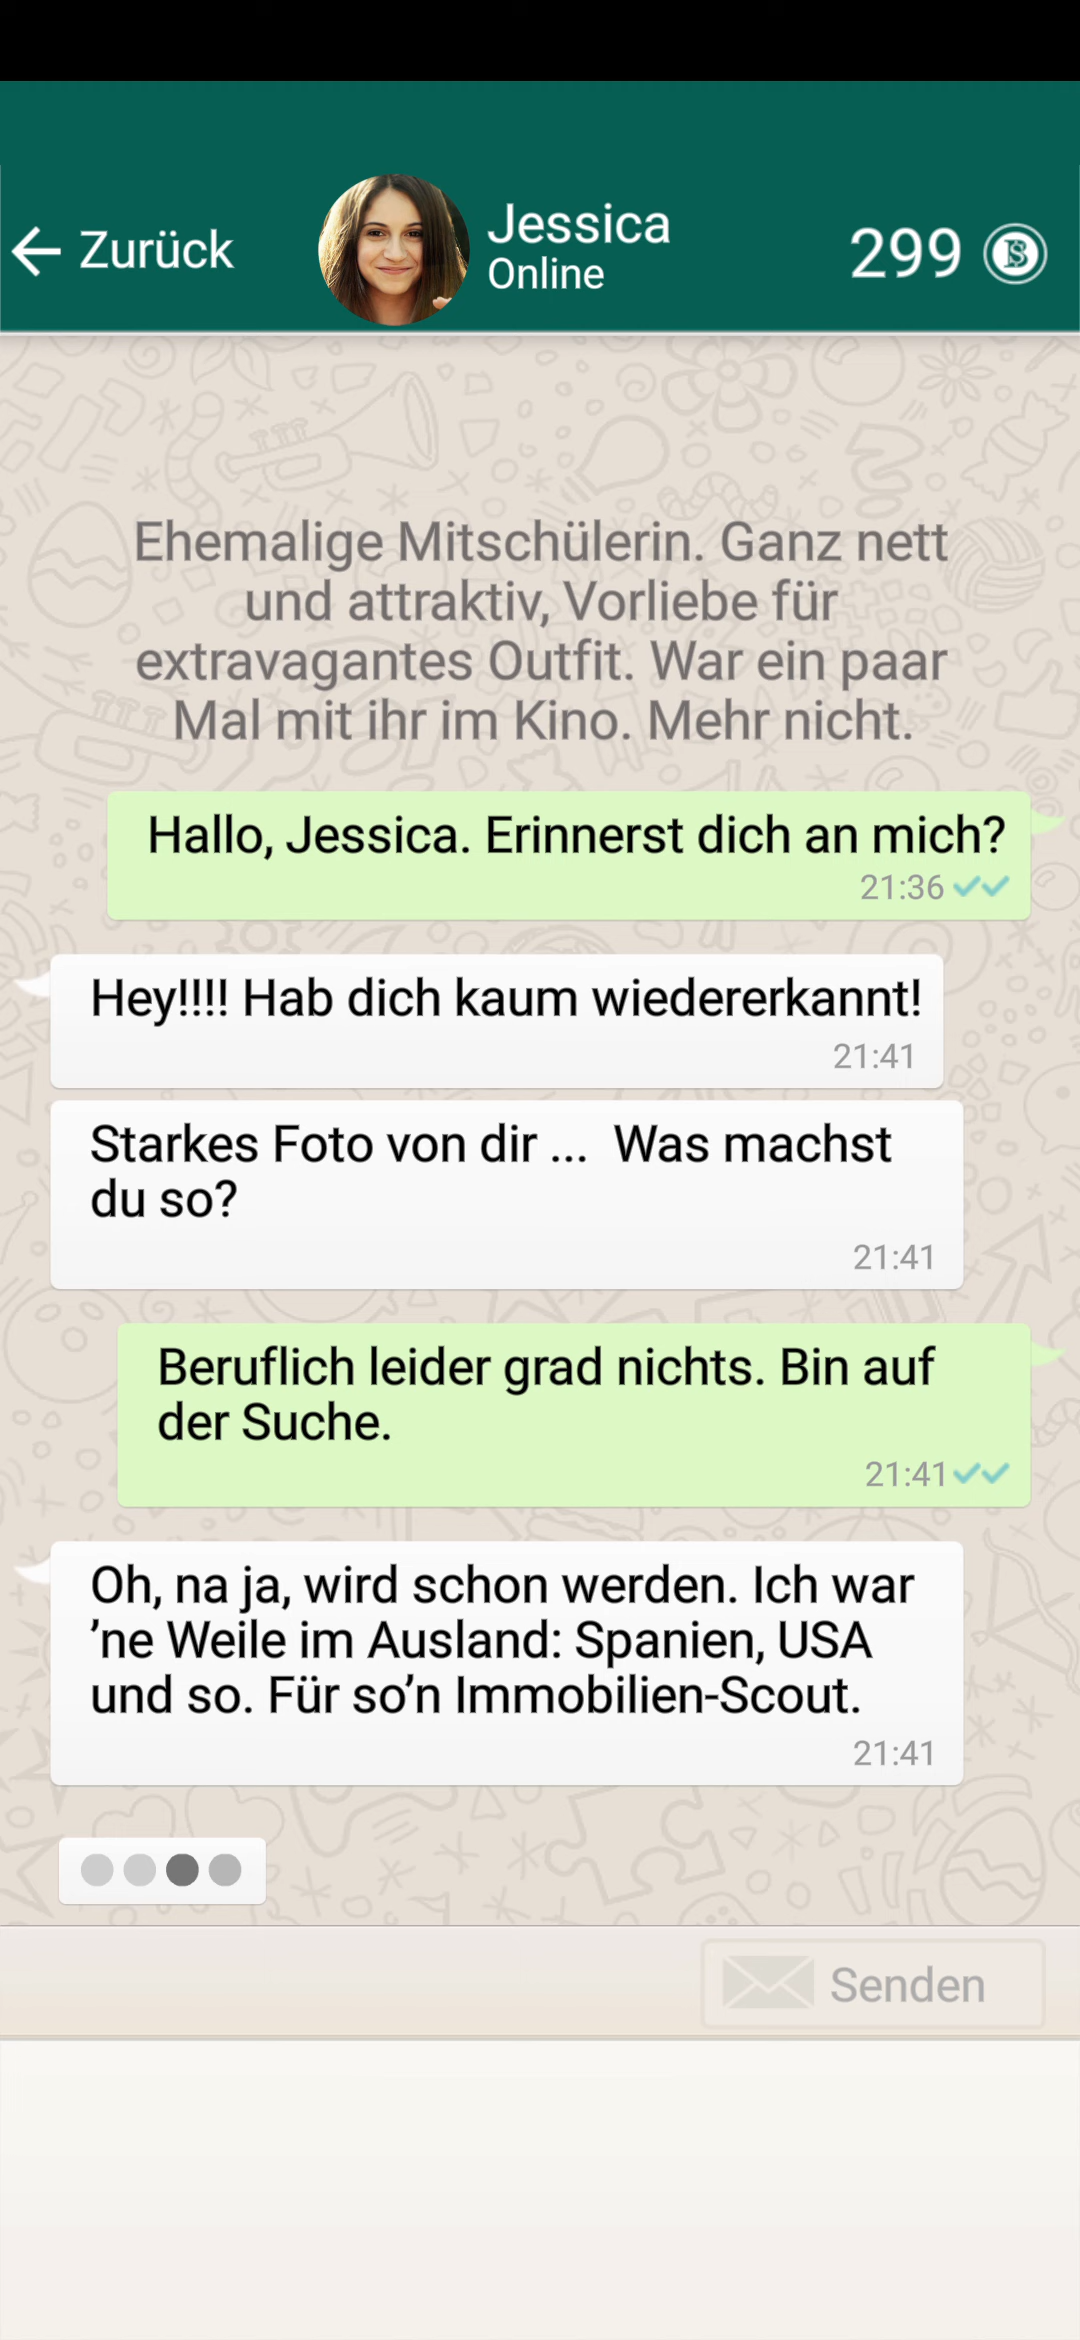 Zurück
Jessica
Online
299
Ehemalige Mitschülerin. Ganz nett
und attraktiv, Vorliebe für
extravagantes Outfit. War ein paar
Mal mit ihr im Kino. Mehr nicht.
Hallo, Jessica. Erinnerst dich an mich?
21:36
Hey!!!! Hab dich kaum wiedererkannt!
21:41
Starkes Foto von dir ...  Was machst
du so?
21:41
Beruflich leider grad nichts. Bin auf
der Suche.
21:41
Oh, na ja, wird schon werden. Ich war
’ne Weile im Ausland: Spanien, USA
und so. Für so’n Immobilien-Scout.
21:41
Senden